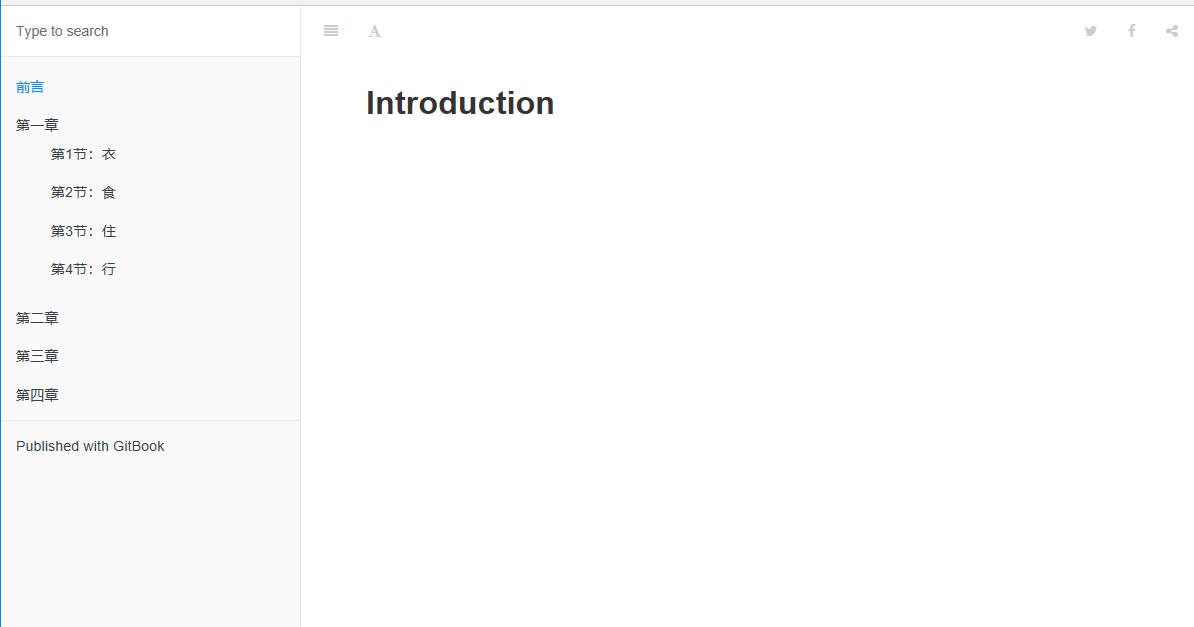 Type to search
前言
第一章
第1节：衣
第2节：食
第3节：住
第4节：行
第二章
第三章
第四章
Published with GitBook
A
Introduction